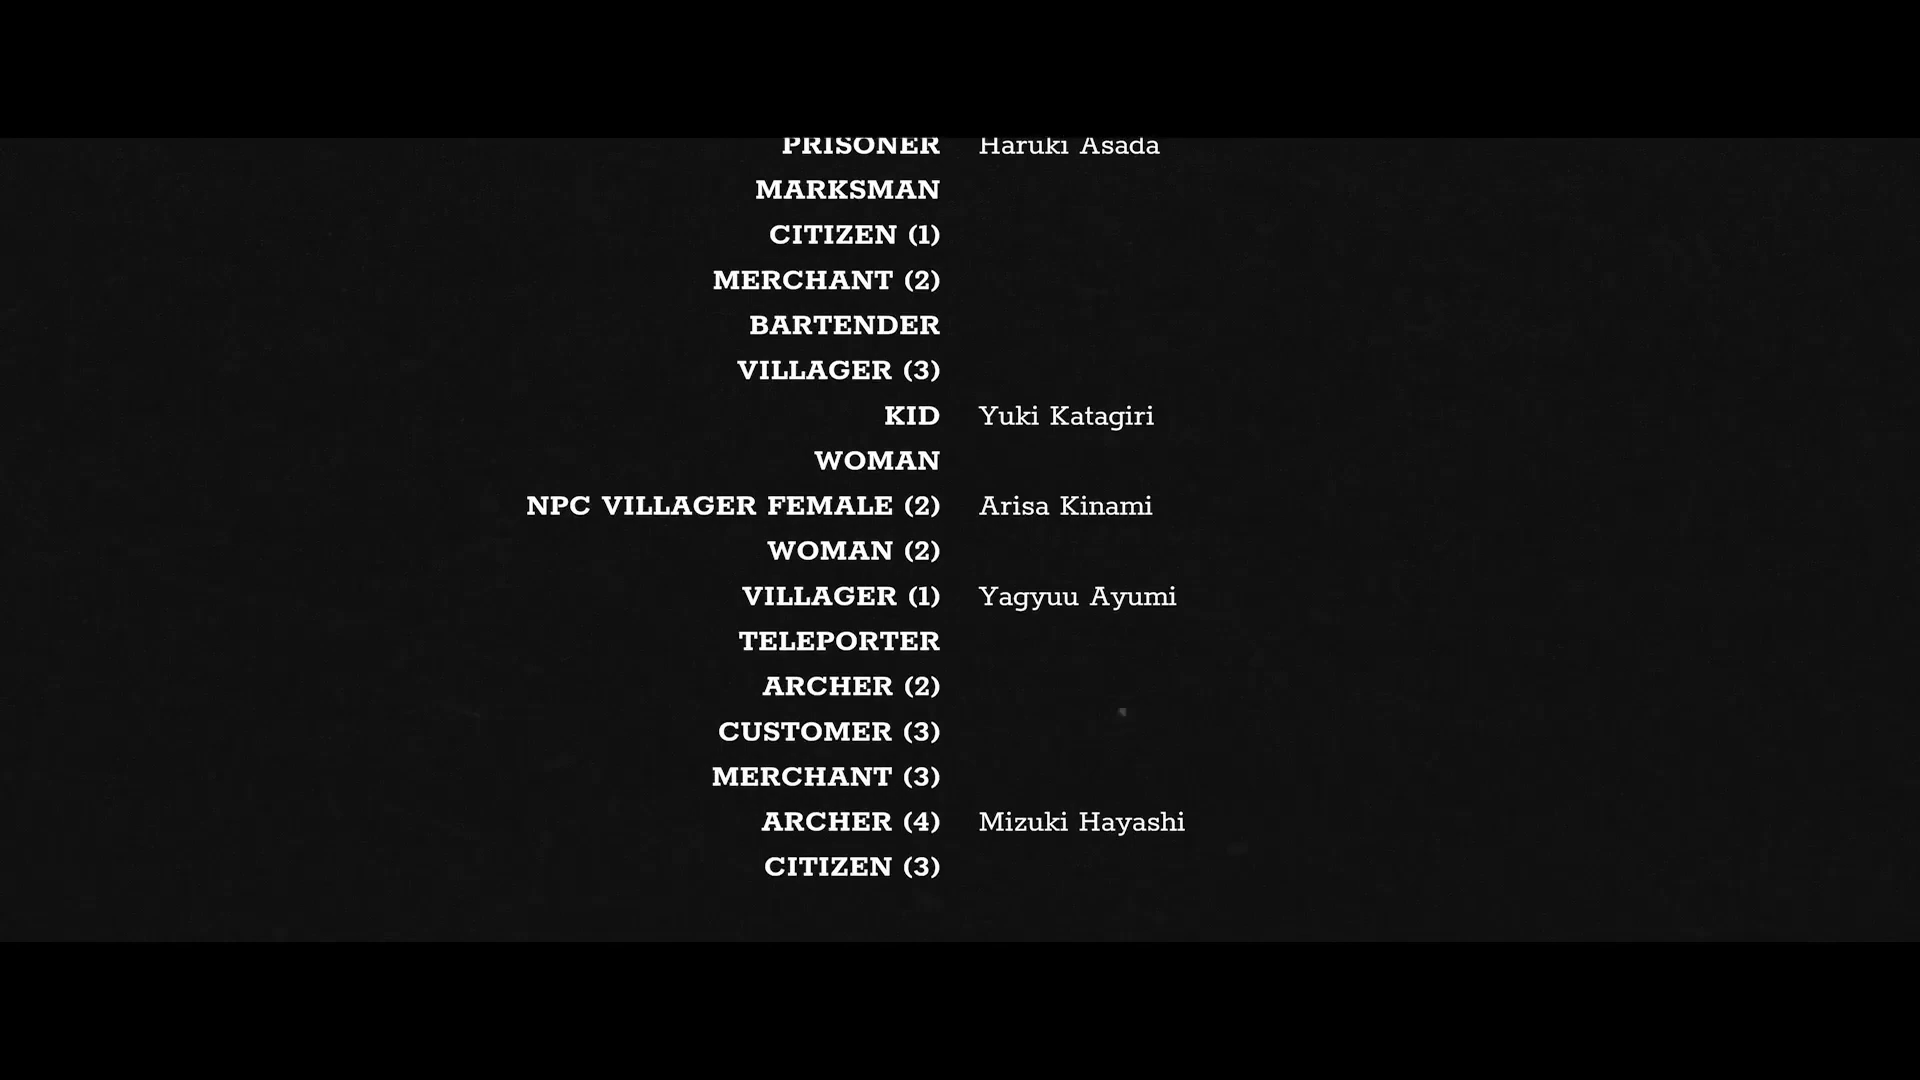 PRISONER Haruki Asada
MARKSMAN
CITIZEN (1)
MERCHANT (2)
BARTENDER
VILLAGER (3)
KID Yuki Katagiri
WOMAN
NPC VILLAGER FEMALE (2) Arisa Kinami
WOMAN (2)
VILLAGER (1) Yagyuu Ayumi
TELEPORTER
ARCHER (2)
CUSTOMER (3)
MERCHANT (3)
ARCHER (4) Mizuki Hayashi
CITIZEN (3)